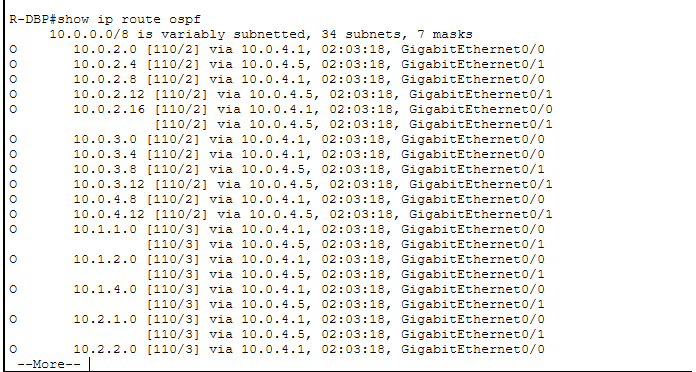 R-DBP#show ip route ospf
     10.0.0.0/8 is variably subnetted, 34 subnets, 7 masks
O       10.0.2.0 [110/2] via 10.0.4.1, 02:03:18, GigabitEthernet0/0
O       10.0.2.4 [110/2] via 10.0.4.5, 02:03:18, GigabitEthernet0/1
O       10.0.2.8 [110/2] via 10.0.4.1, 02:03:18, GigabitEthernet0/0
O       10.0.2.12 [110/2] via 10.0.4.5, 02:03:18, GigabitEthernet0/1
O       10.0.2.16 [110/2] via 10.0.4.1, 02:03:18, GigabitEthernet0/0
                  [110/2] via 10.0.4.5, 02:03:18, GigabitEthernet0/1
O       10.0.3.0 [110/2] via 10.0.4.1, 02:03:18, GigabitEthernet0/0
O       10.0.3.4 [110/2] via 10.0.4.1, 02:03:18, GigabitEthernet0/0
O       10.0.3.8 [110/2] via 10.0.4.5, 02:03:18, GigabitEthernet0/1
O       10.0.3.12 [110/2] via 10.0.4.5, 02:03:18, GigabitEthernet0/1
O       10.0.4.8 [110/2] via 10.0.4.1, 02:03:18, GigabitEthernet0/0
O       10.0.4.12 [110/2] via 10.0.4.5, 02:03:18, GigabitEthernet0/1
O       10.1.1.0 [110/3] via 10.0.4.1, 02:03:18, GigabitEthernet0/0
                 [110/3] via 10.0.4.5, 02:03:18, GigabitEthernet0/1
O       10.1.2.0 [110/3] via 10.0.4.1, 02:03:18, GigabitEthernet0/0
                 [110/3] via 10.0.4.5, 02:03:18, GigabitEthernet0/1
O       10.1.4.0 [110/3] via 10.0.4.1, 02:03:18, GigabitEthernet0/0
                 [110/3] via 10.0.4.5, 02:03:18, GigabitEthernet0/1
O       10.2.1.0 [110/3] via 10.0.4.1, 02:03:18, GigabitEthernet0/0
                 [110/3] via 10.0.4.5, 02:03:18, GigabitEthernet0/1
O       10.2.2.0 [110/3] via 10.0.4.1, 02:03:18, GigabitEthernet0/0
 --More--